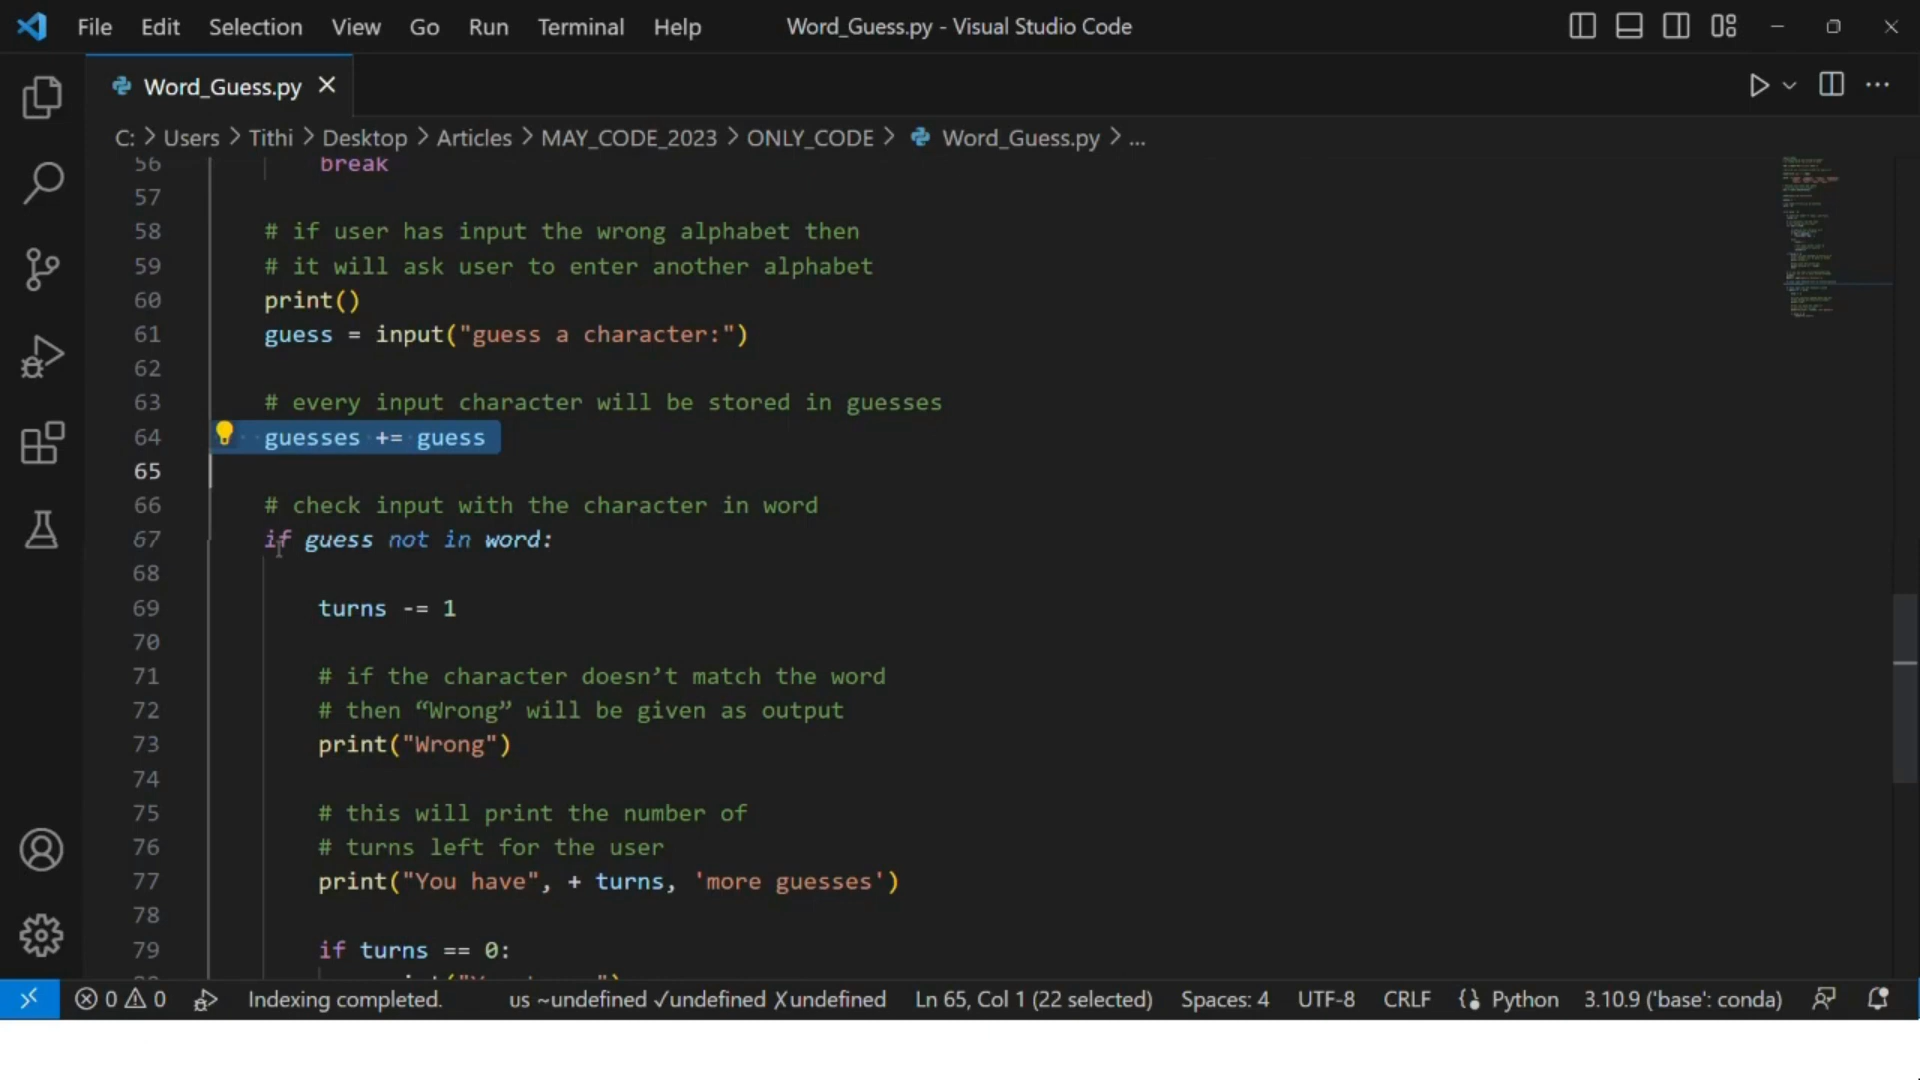 File Edit Selection View Go Run Terminal Help Word_Guess.py - Visual Studio Code
Word_Guess.py
C: > Users > Tithi > Desktop > Articles > MAY_CODE_2023 > ONLY_CODE > Word_Guess.py > ...
56 break
57
58 # if user has input the wrong alphabet then
59 # it will ask user to enter another alphabet
60 print()
61 guess = input("guess a character:")
62
63 # every input character will be stored in guesses
64 guesses += guess
65
66 # check input with the character in word
67 if guess not in word:
68
69 turns -= 1
70
71 # if the character doesn’t match the word
72 # then “Wrong” will be given as output
73 print("Wrong")
74
75 # this will print the number of
76 # turns left for the user
77 print("You have", + turns, 'more guesses')
78
79 if turns == 0:
0 0 Indexing completed. us ~undefined ✓undefined ✗undefined Ln 65, Col 1 (22 selected) Spaces: 4 UTF-8 CRLF Python 3.10.9 ('base': conda)